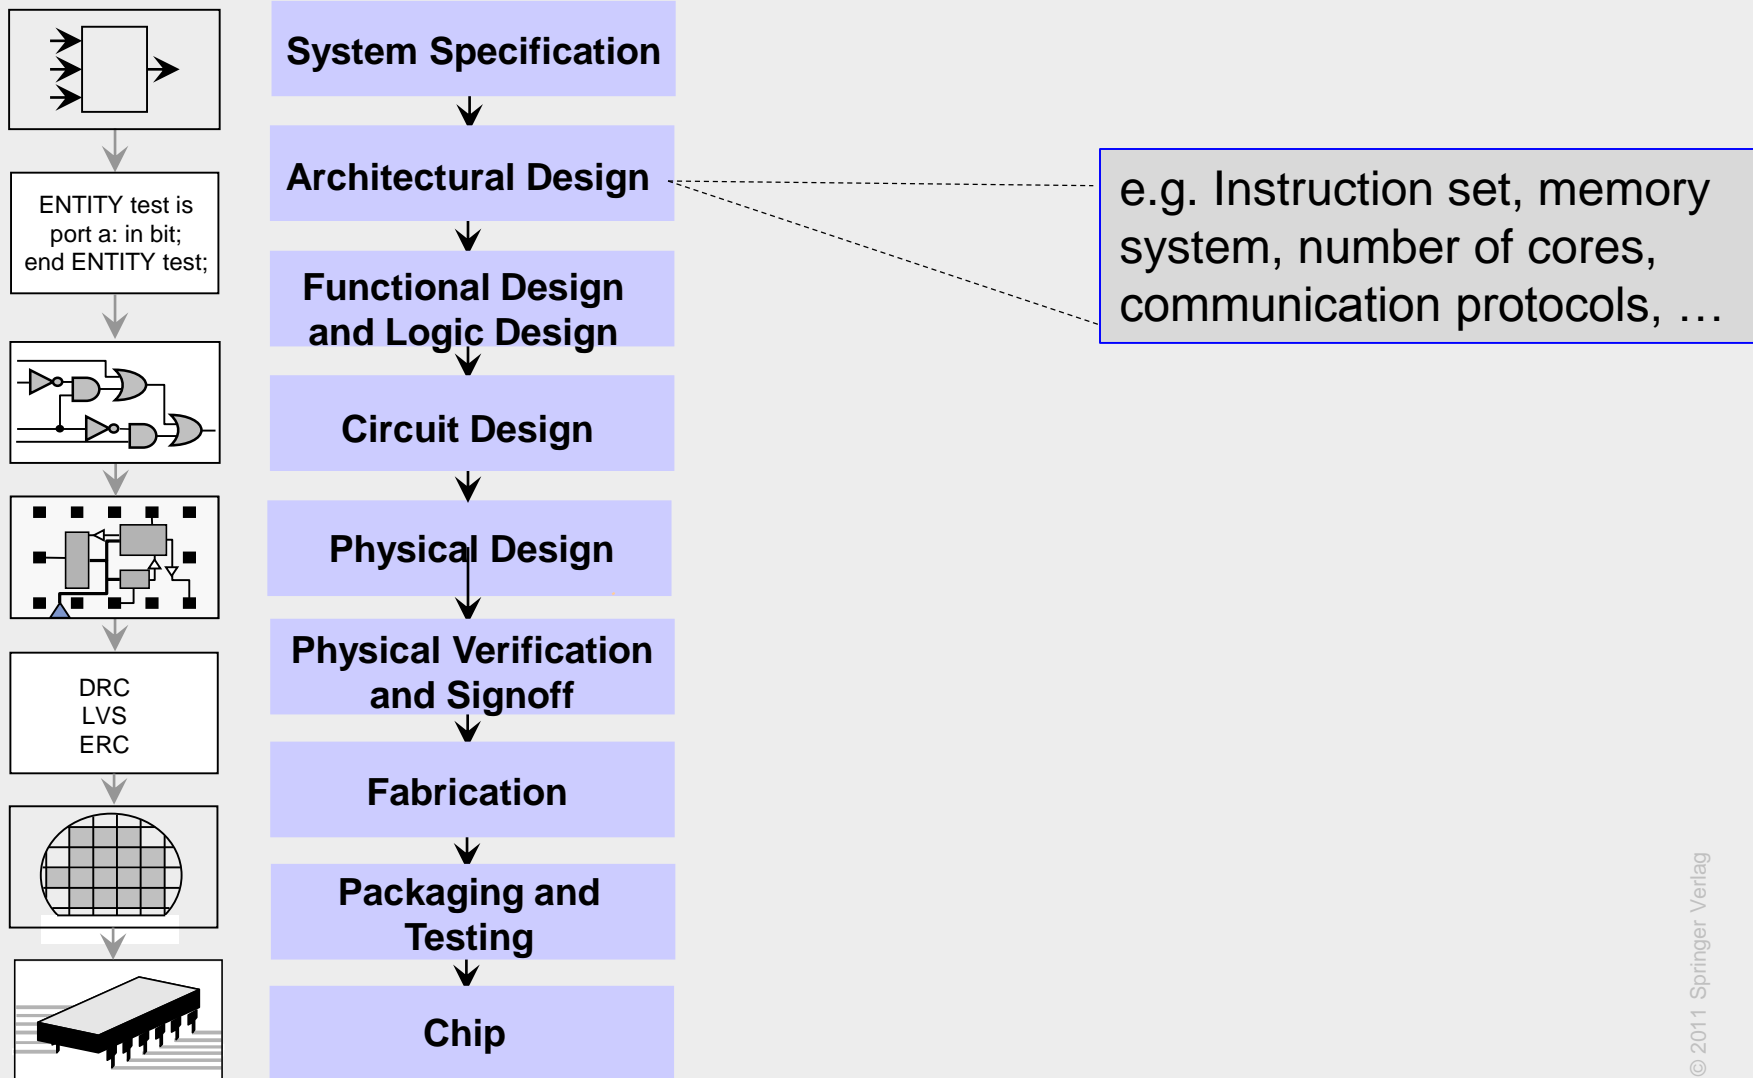 System Specification
Architectural Design
Functional Design
and Logic Design
Circuit Design
Physical Design
Physical Verification
and Signoff
Fabrication
Packaging and
Testing
Chip
ENTITY test is
port a: in bit;
end ENTITY test;
DRC
LVS
ERC
e.g. Instruction set, memory
system, number of cores,
communication protocols, …
© 2011 Springer Verlag